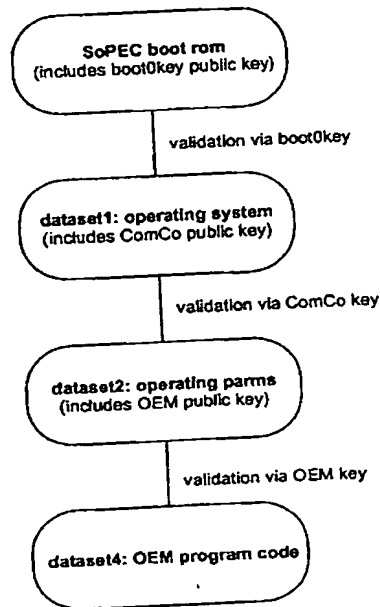 SoPEC boot rom
(includes boot0key public key)
validation via boot0key
dataset1: operating system
(includes ComCo public key)
validation via ComCo key
dataset2: operating parms
(includes OEM public key)
validation via OEM key
dataset4: OEM program code